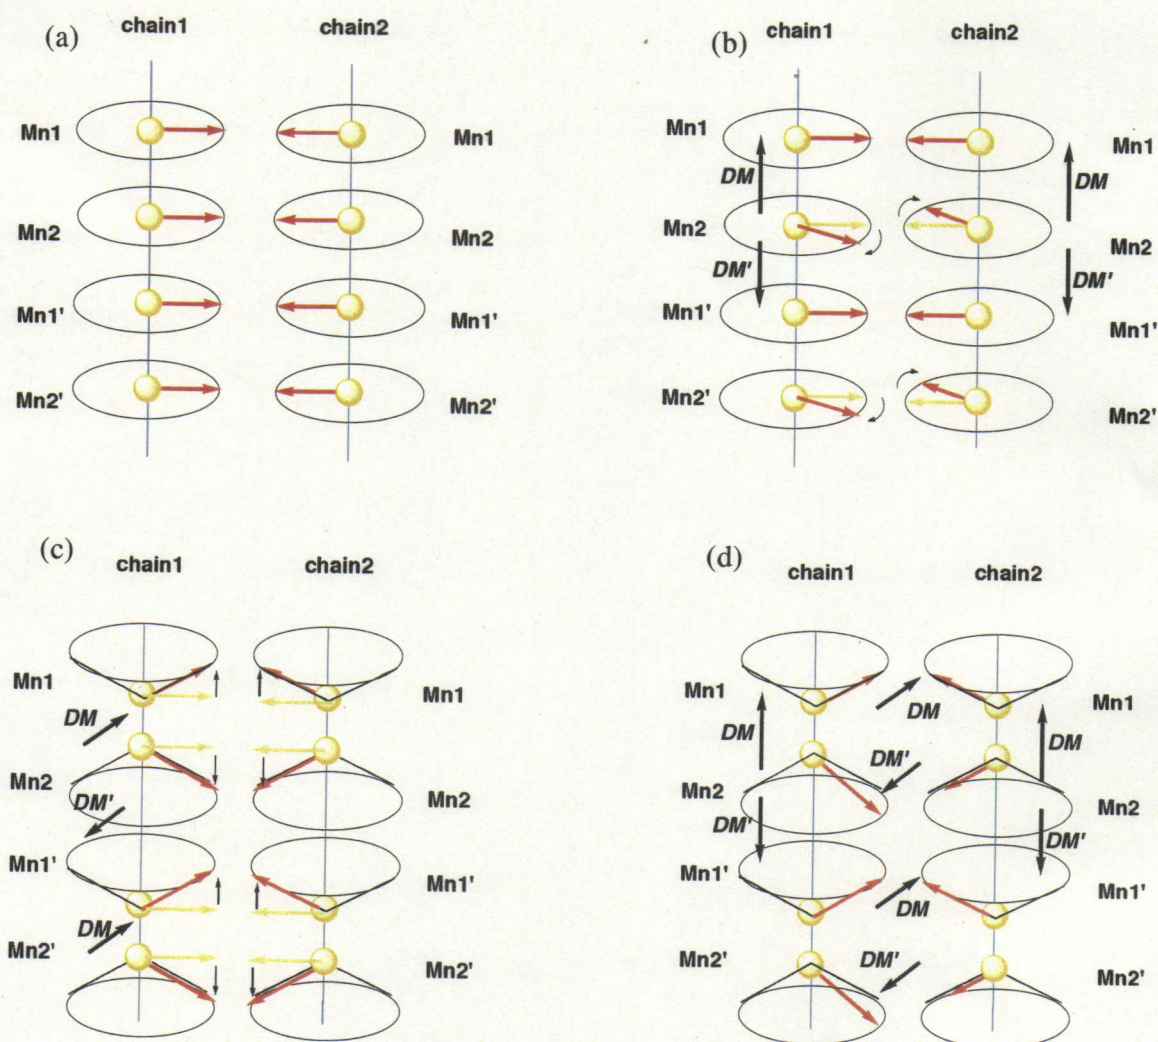 (a)
chain1 chain2
Mn1 Mn1
Mn2 Mn2
Mn1' Mn1'
Mn2' Mn2'
(b)
chain1 chain2
Mn1 Mn1
DM DM
Mn2 Mn2
DM' DM'
Mn1' Mn1'
Mn2' Mn2'
(c)
chain1 chain2
Mn1 Mn1
DM
Mn2 Mn2
DM'
Mn1' Mn1'
DM
Mn2' Mn2'
(d)
chain1 chain2
Mn1 Mn1
DM DM DM
DM'
Mn2 Mn2
DM' DM'
Mn1' Mn1'
DM
Mn2' DM' Mn2'